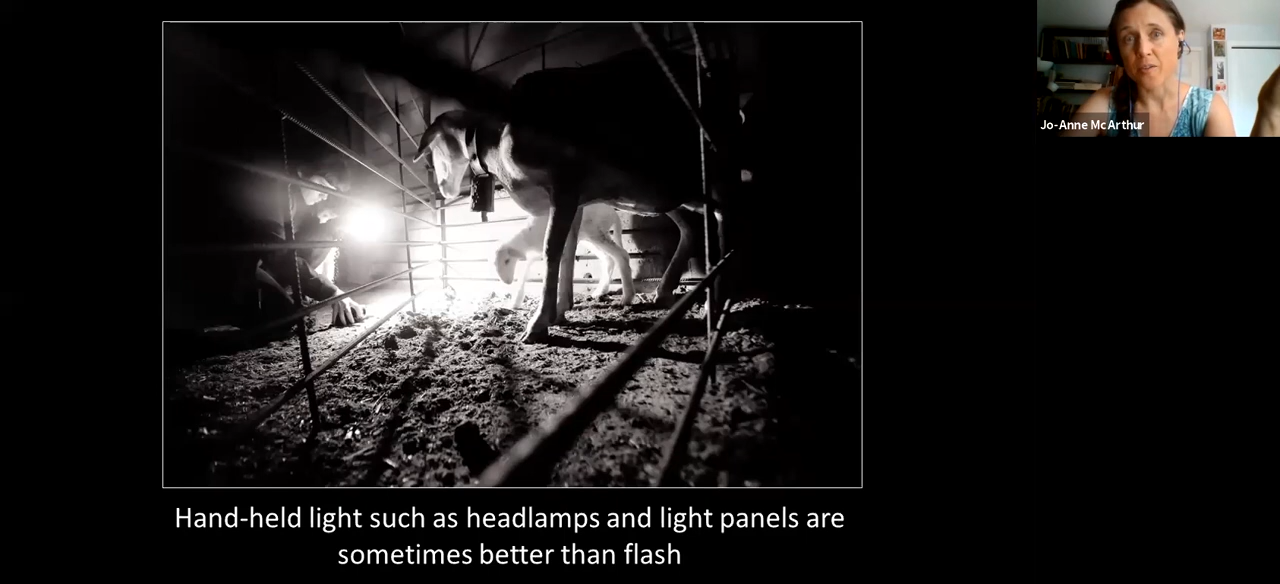 Jo-Anne McArthur
Hand-held light such as headlamps and light panels are
sometimes better than flash